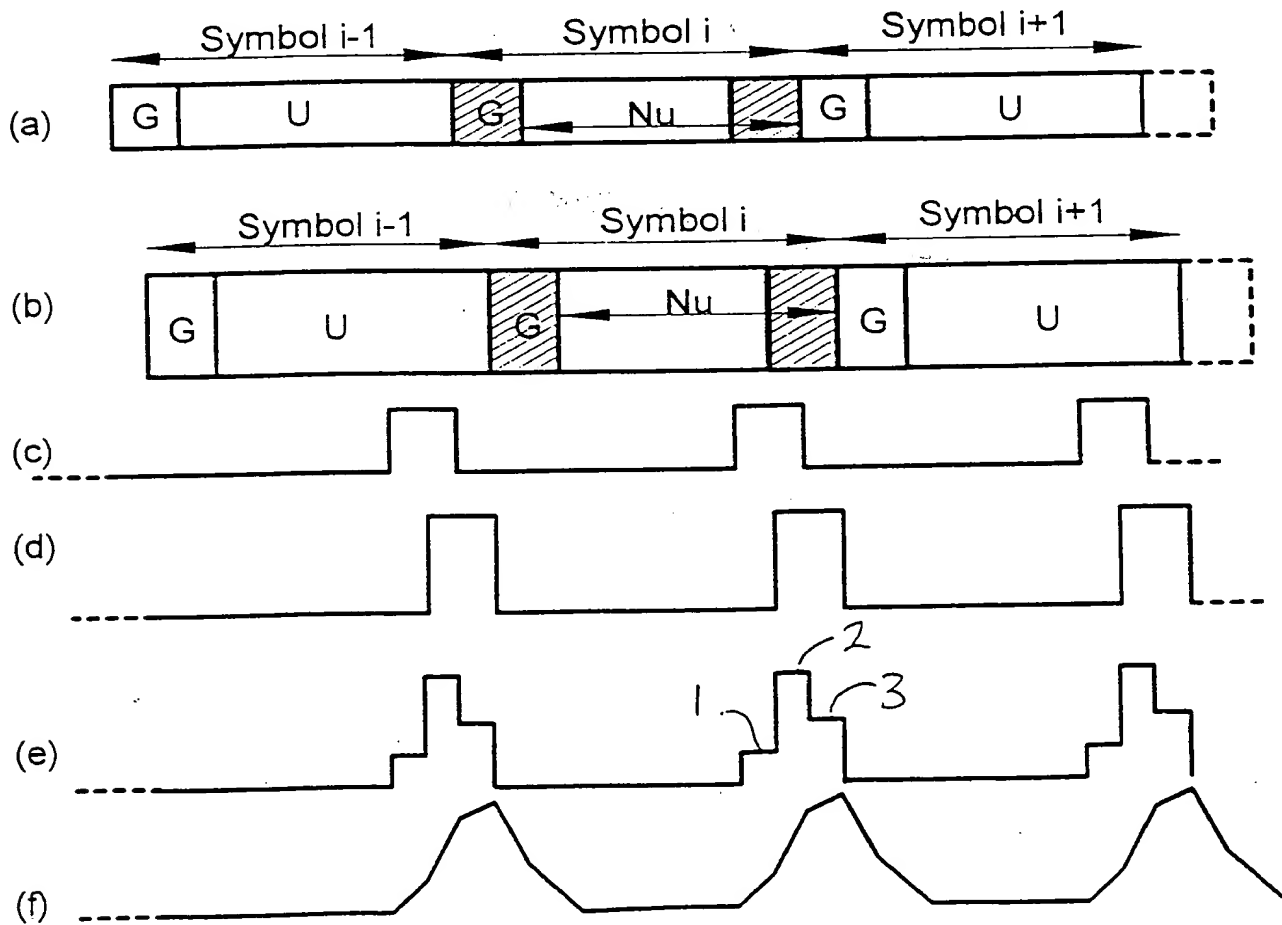 Symbol i-1 Symbol i Symbol i+1
(a) G U G Nu G U
Symbol i-1 Symbol i Symbol i+1
(b) G U G Nu G U
(c)
(d)
2
1 3
(e)
(f)